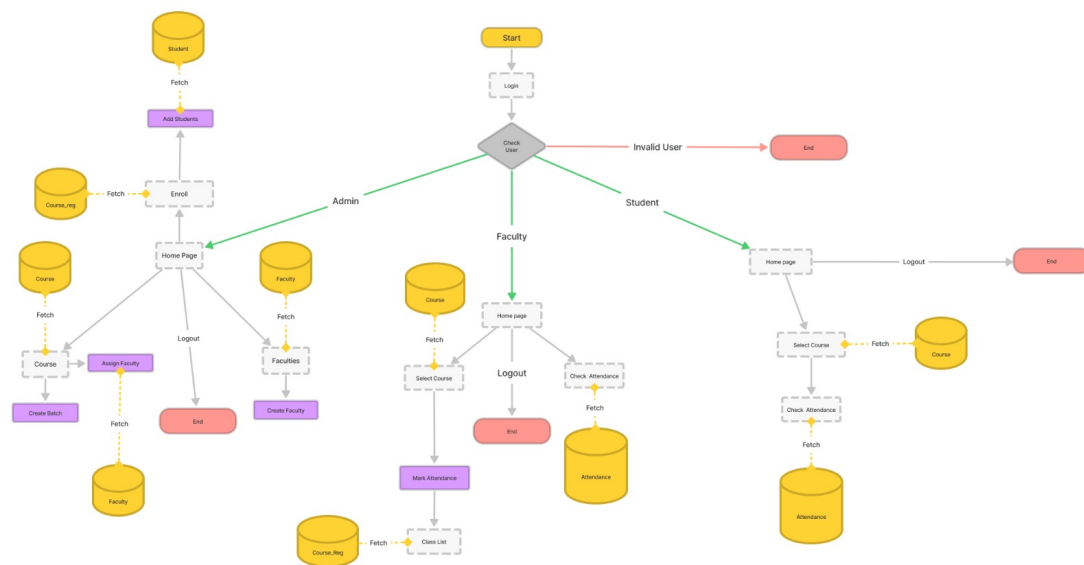 Start
Login
Check
User
Invalid User
End
Admin
Faculty
Student
Student
Fetch
Add Students
Enroll
Fetch
Course_reg
Home Page
Course
Fetch
Course
Assign Faculty
Create Batch
Fetch
Faculty
Logout
End
Faculty
Fetch
Faculties
Create Faculty
Home page
Course
Fetch
Select Course
Mark Attendance
Class List
Fetch
Course_Reg
Logout
End
Check Attendance
Fetch
Attendance
Home page
Logout
End
Select Course
Fetch
Course
Check Attendance
Fetch
Attendance